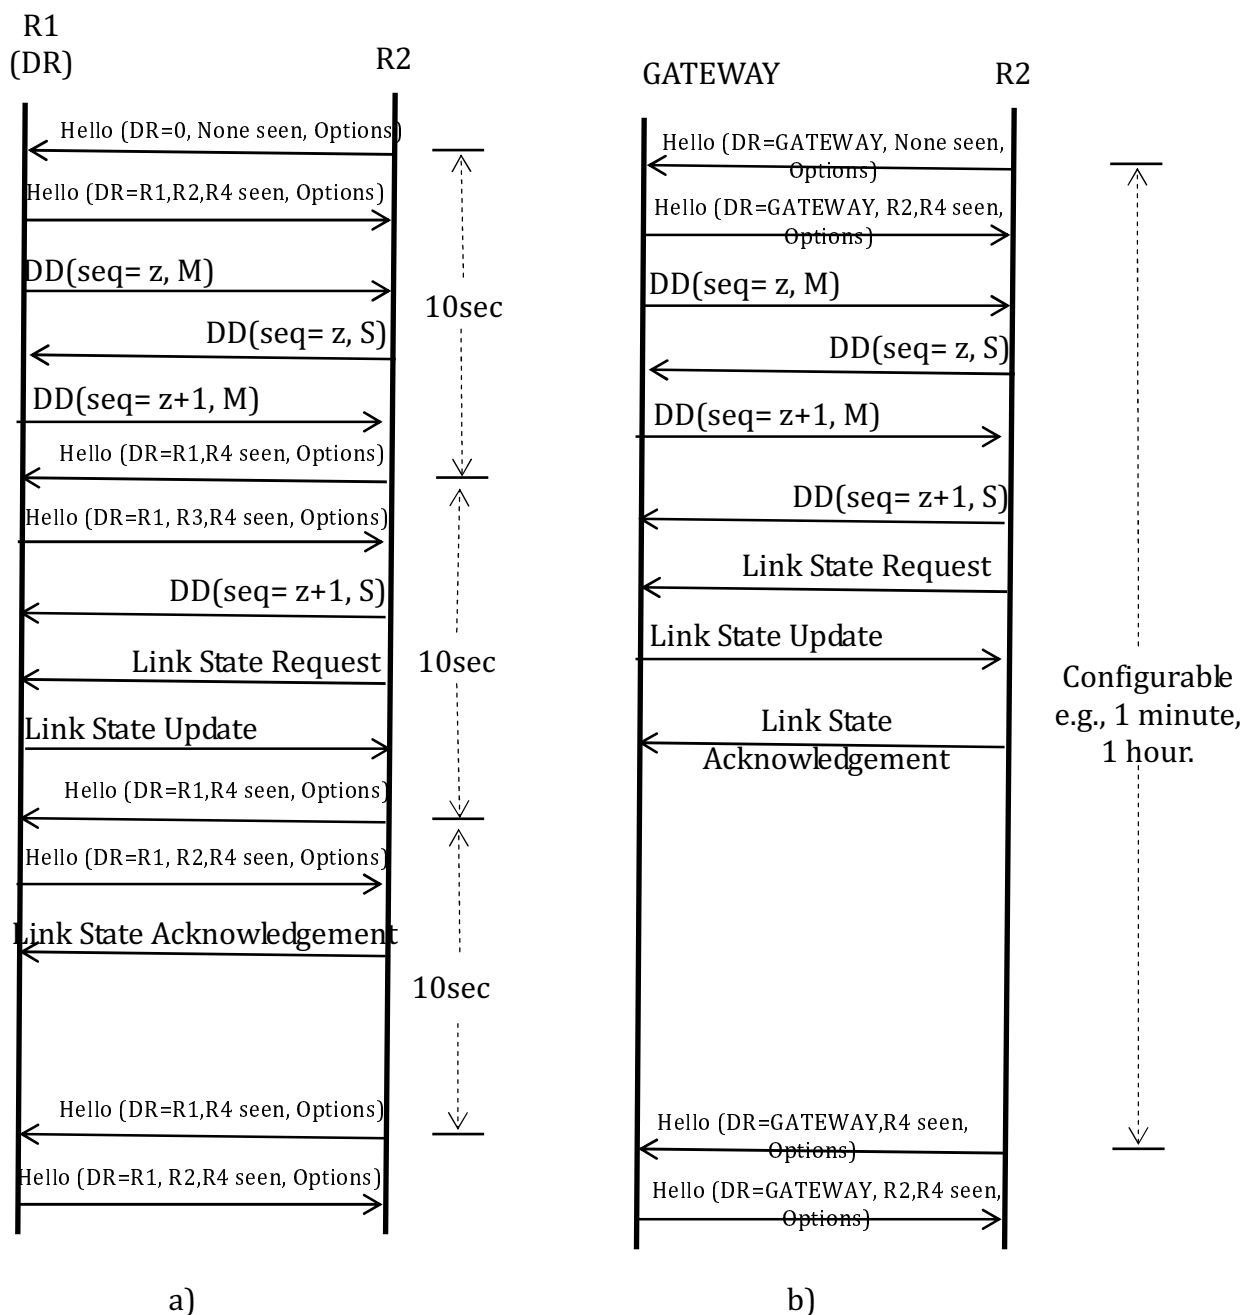 R1
(DR)
R2
Hello (DR=0, None seen, Options)
Hello (DR=R1,R2,R4 seen, Options)
DD(seq= z, M)
10sec
DD(seq= z, S)
DD(seq= z+1, M)
Hello (DR=R1,R4 seen, Options)
Hello (DR=R1, R3,R4 seen, Options)
DD(seq= z+1, S)
Link State Request
10sec
Link State Update
Hello (DR=R1,R4 seen, Options)
Hello (DR=R1, R2,R4 seen, Options)
Link State Acknowledgement
10sec
Hello (DR=R1,R4 seen, Options)
Hello (DR=R1, R2,R4 seen, Options)
a)
GATEWAY
R2
Hello (DR=GATEWAY, None seen,
Options)
Hello (DR=GATEWAY, R2,R4 seen,
Options)
DD(seq= z, M)
DD(seq= z, S)
DD(seq= z+1, M)
DD(seq= z+1, S)
Link State Request
Link State Update
Link State
Acknowledgement
Configurable
e.g., 1 minute,
1 hour.
Hello (DR=GATEWAY,R4 seen,
Options)
Hello (DR=GATEWAY, R2,R4 seen,
Options)
b)